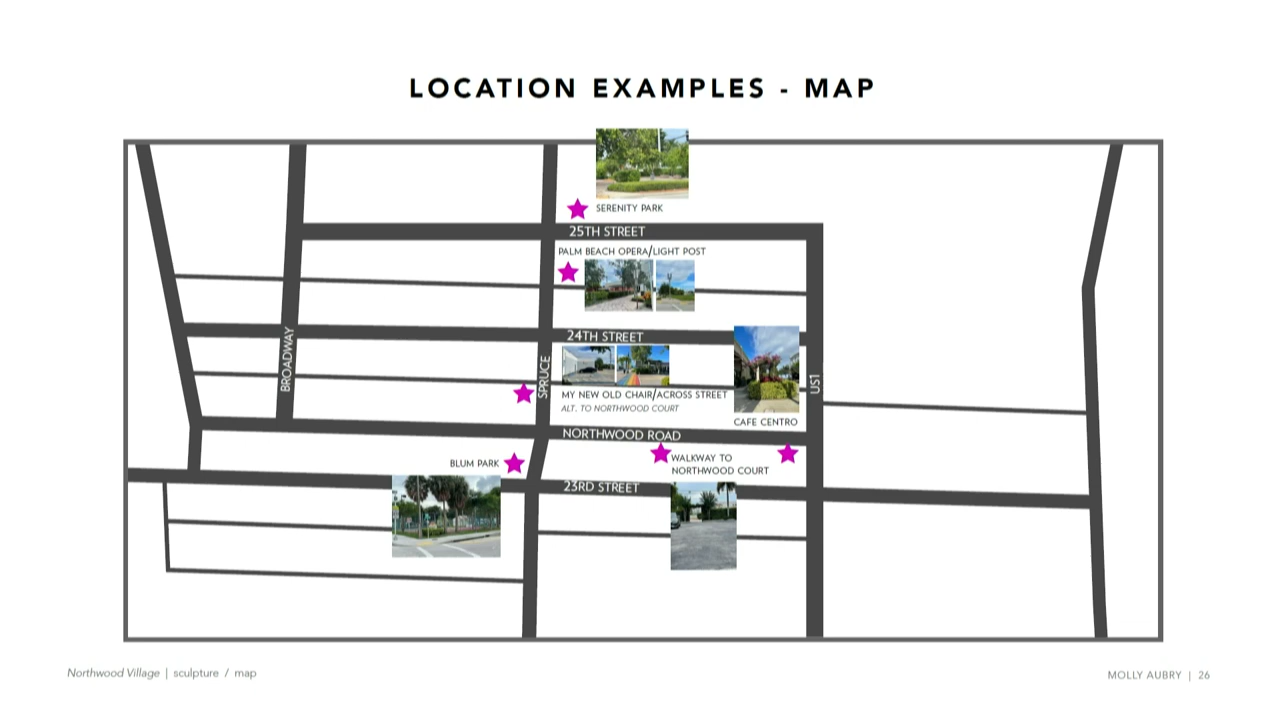 LOCATION EXAMPLES - MAP
SERENITY PARK
25TH STREET
PALM BEACH OPERA/LIGHT POST
BROADWAY
SPRUCE
24TH STREET
MY NEW OLD CHAIR/ACROSS STREET
ALT. TO NORTHWOOD COURT
US1
CAFE CENTRO
NORTHWOOD ROAD
BLUM PARK
WALKWAY TO
NORTHWOOD COURT
23RD STREET
Northwood Village | sculpture / map
MOLLY AUBRY | 26